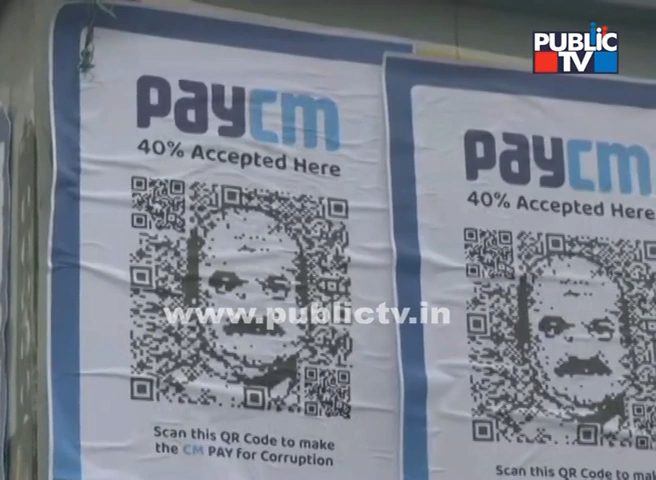 PUBLIC
TV
payCM
40% Accepted Here
Scan this QR Code to make
the CM PAY for Corruption
payCM
40% Accepted Here
Scan this QR Code to mak
www.publictv.in